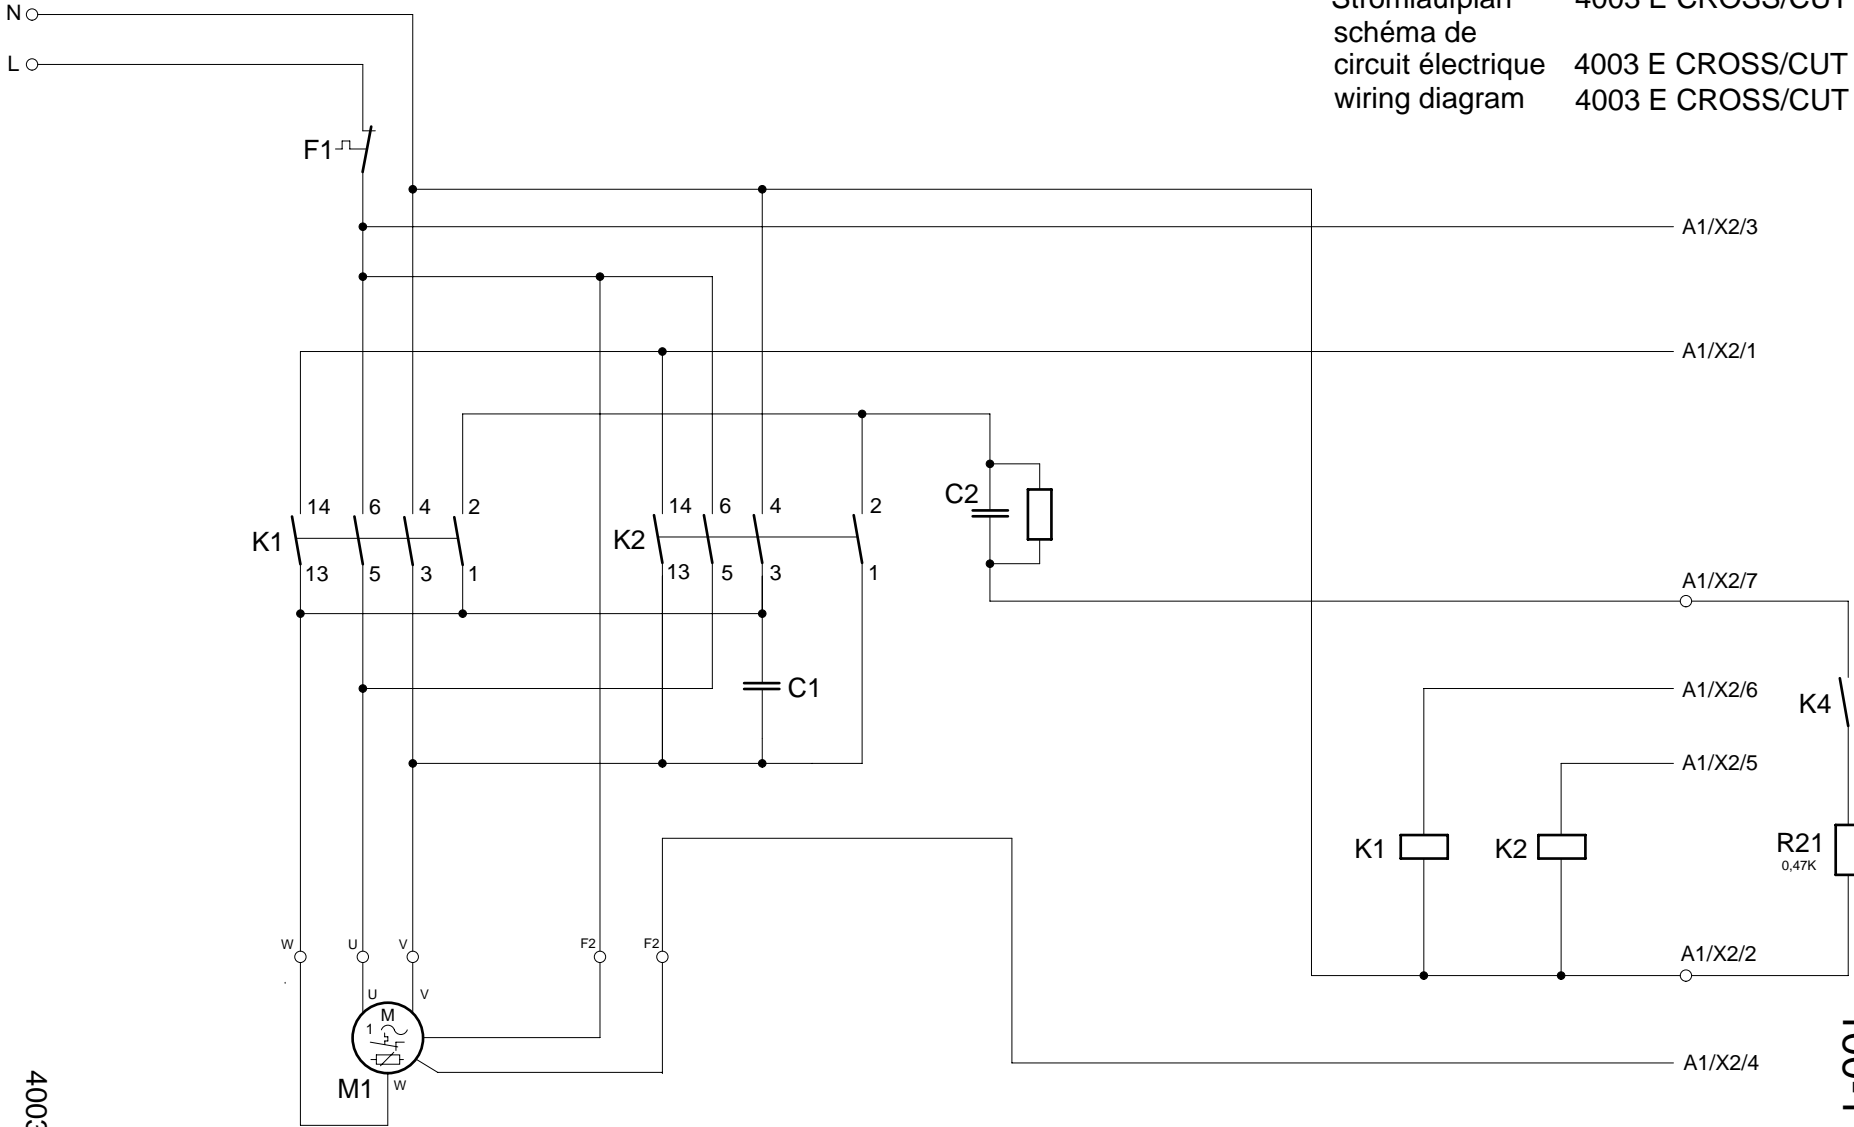 N
Stromlaufplan 4003 E CROSS/CUT
schéma de
L
circuit électrique 4003 E CROSS/CUT
wiring diagram 4003 E CROSS/CUT
F1
A1/X2/3
A1/X2/1
14 6 4 2
14 6 4 2
C2
K1
K2
13 5 3 1
13 5 3 1
A1/X2/7
C1
A1/X2/6
K4
A1/X2/5
K1
K2
R21
0,47K
W U V F2 F2
A1/X2/2
U V
M
1
M1
W
A1/X2/4
4003